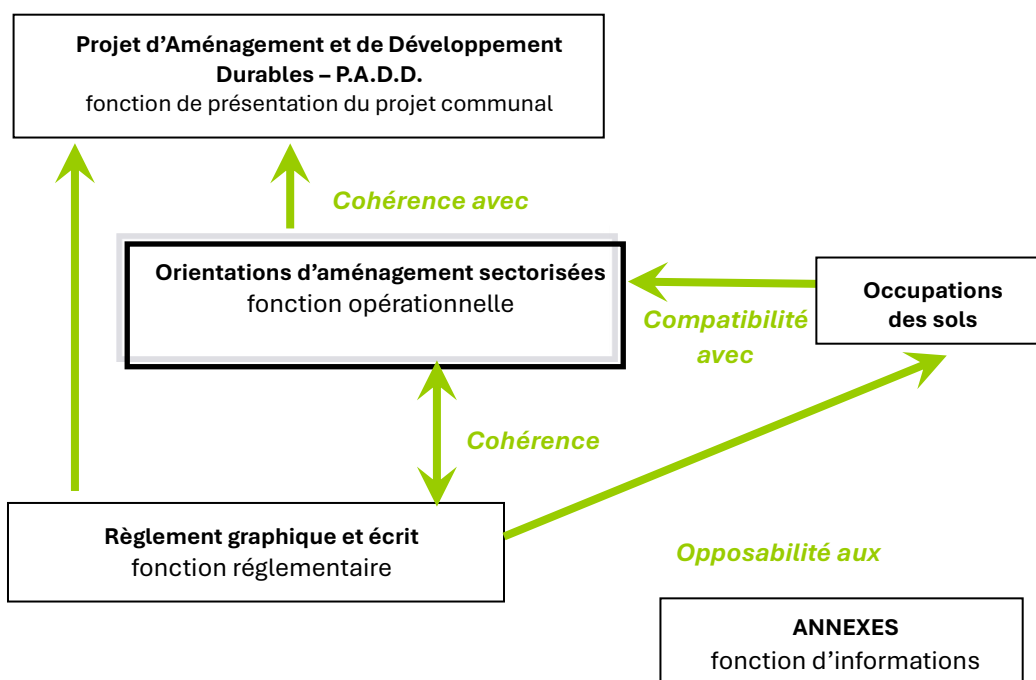 Projet d’Aménagement et de Développement
Durables – P.A.D.D.
fonction de présentation du projet communal
Cohérence avec
Orientations d’aménagement sectorisées
fonction opérationnelle
Occupations
des sols
Compatibilité
avec
Cohérence
Règlement graphique et écrit
fonction réglementaire
Opposabilité aux
ANNEXES
fonction d’informations